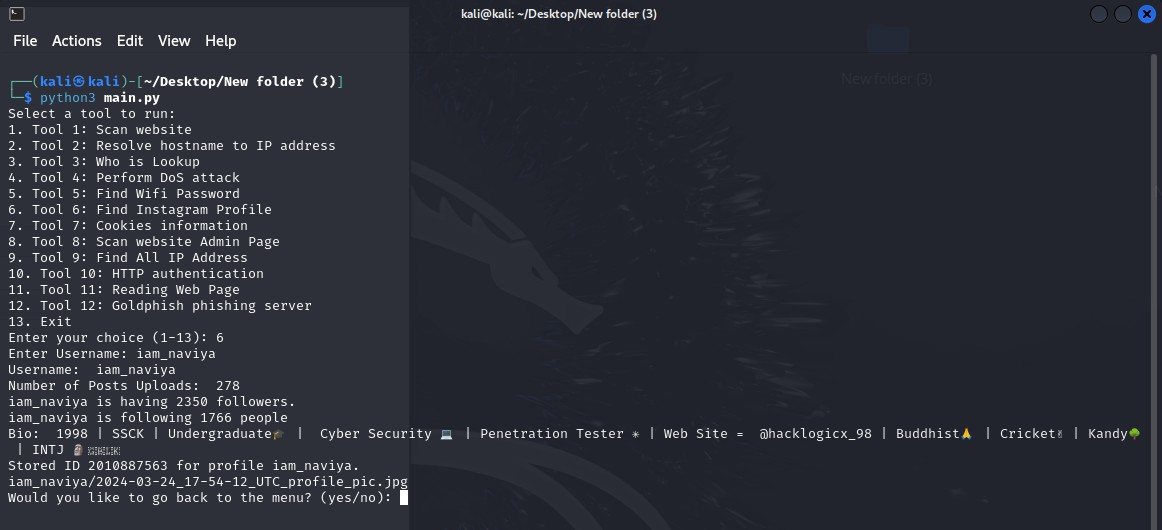 kali@kali: ~/Desktop/New folder (3)
File Actions Edit View Help
New folder (3)
┌──(kali㉿kali)-[~/Desktop/New folder (3)]
└─$ python3 main.py
Select a tool to run:
1. Tool 1: Scan website
2. Tool 2: Resolve hostname to IP address
3. Tool 3: Who is Lookup
4. Tool 4: Perform DoS attack
5. Tool 5: Find Wifi Password
6. Tool 6: Find Instagram Profile
7. Tool 7: Cookies information
8. Tool 8: Scan website Admin Page
9. Tool 9: Find All IP Address
10. Tool 10: HTTP authentication
11. Tool 11: Reading Web Page
12. Tool 12: Goldphish phishing server
13. Exit
Enter your choice (1-13): 6
Enter Username: iam_naviya
Username:  iam_naviya
Number of Posts Uploads:  278
iam_naviya is having 2350 followers.
iam_naviya is following 1766 people
Bio:  1998 | SSCK | Undergraduate🎓 |  Cyber Security 💻 | Penetration Tester ✳ | Web Site =  @hacklogicx_98 | Buddhist🙏 | Cricket | Kandy🌳
| INTJ 🗿
Stored ID 2010887563 for profile iam_naviya.
iam_naviya/2024-03-24_17-54-12_UTC_profile_pic.jpg
Would you like to go back to the menu? (yes/no):